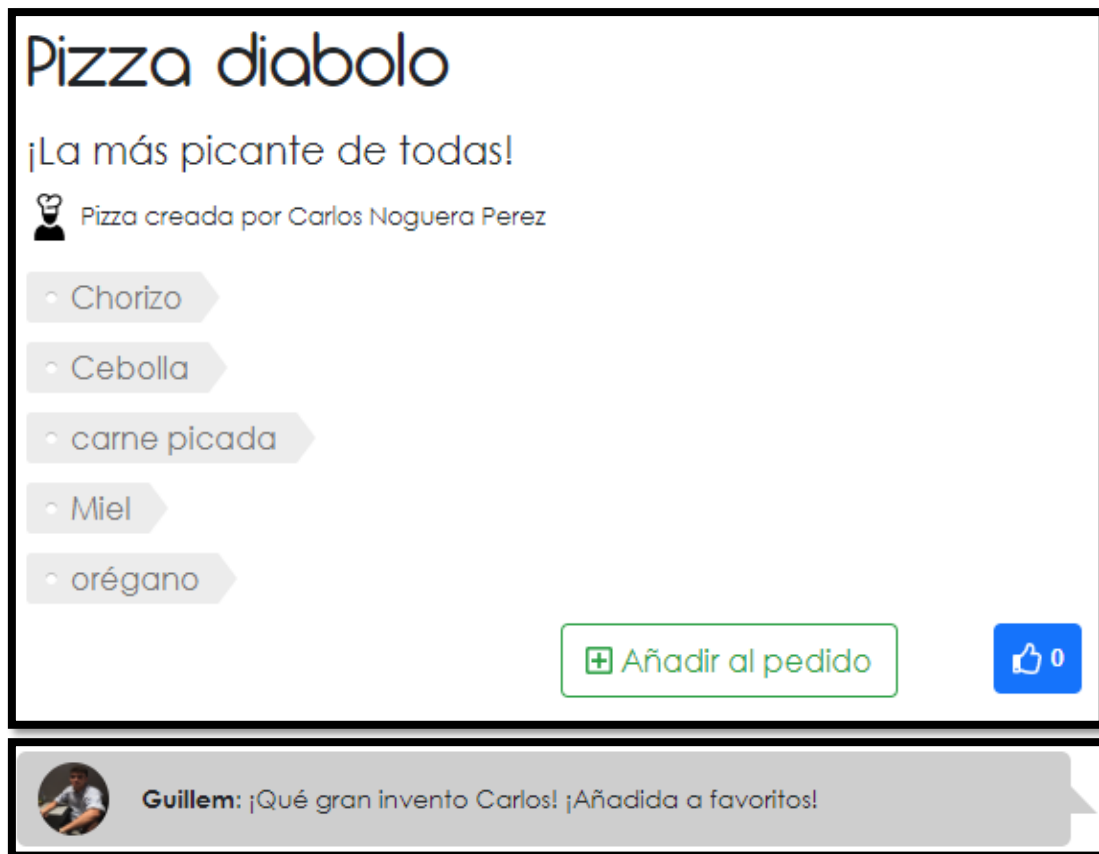 Pizza diabolo
¡La más picante de todas!
Pizza creada por Carlos Noguera Perez
Chorizo
Cebolla
carne picada
Miel
orégano
Añadir al pedido
0
Guillem: ¡Qué gran invento Carlos! ¡Añadida a favoritos!